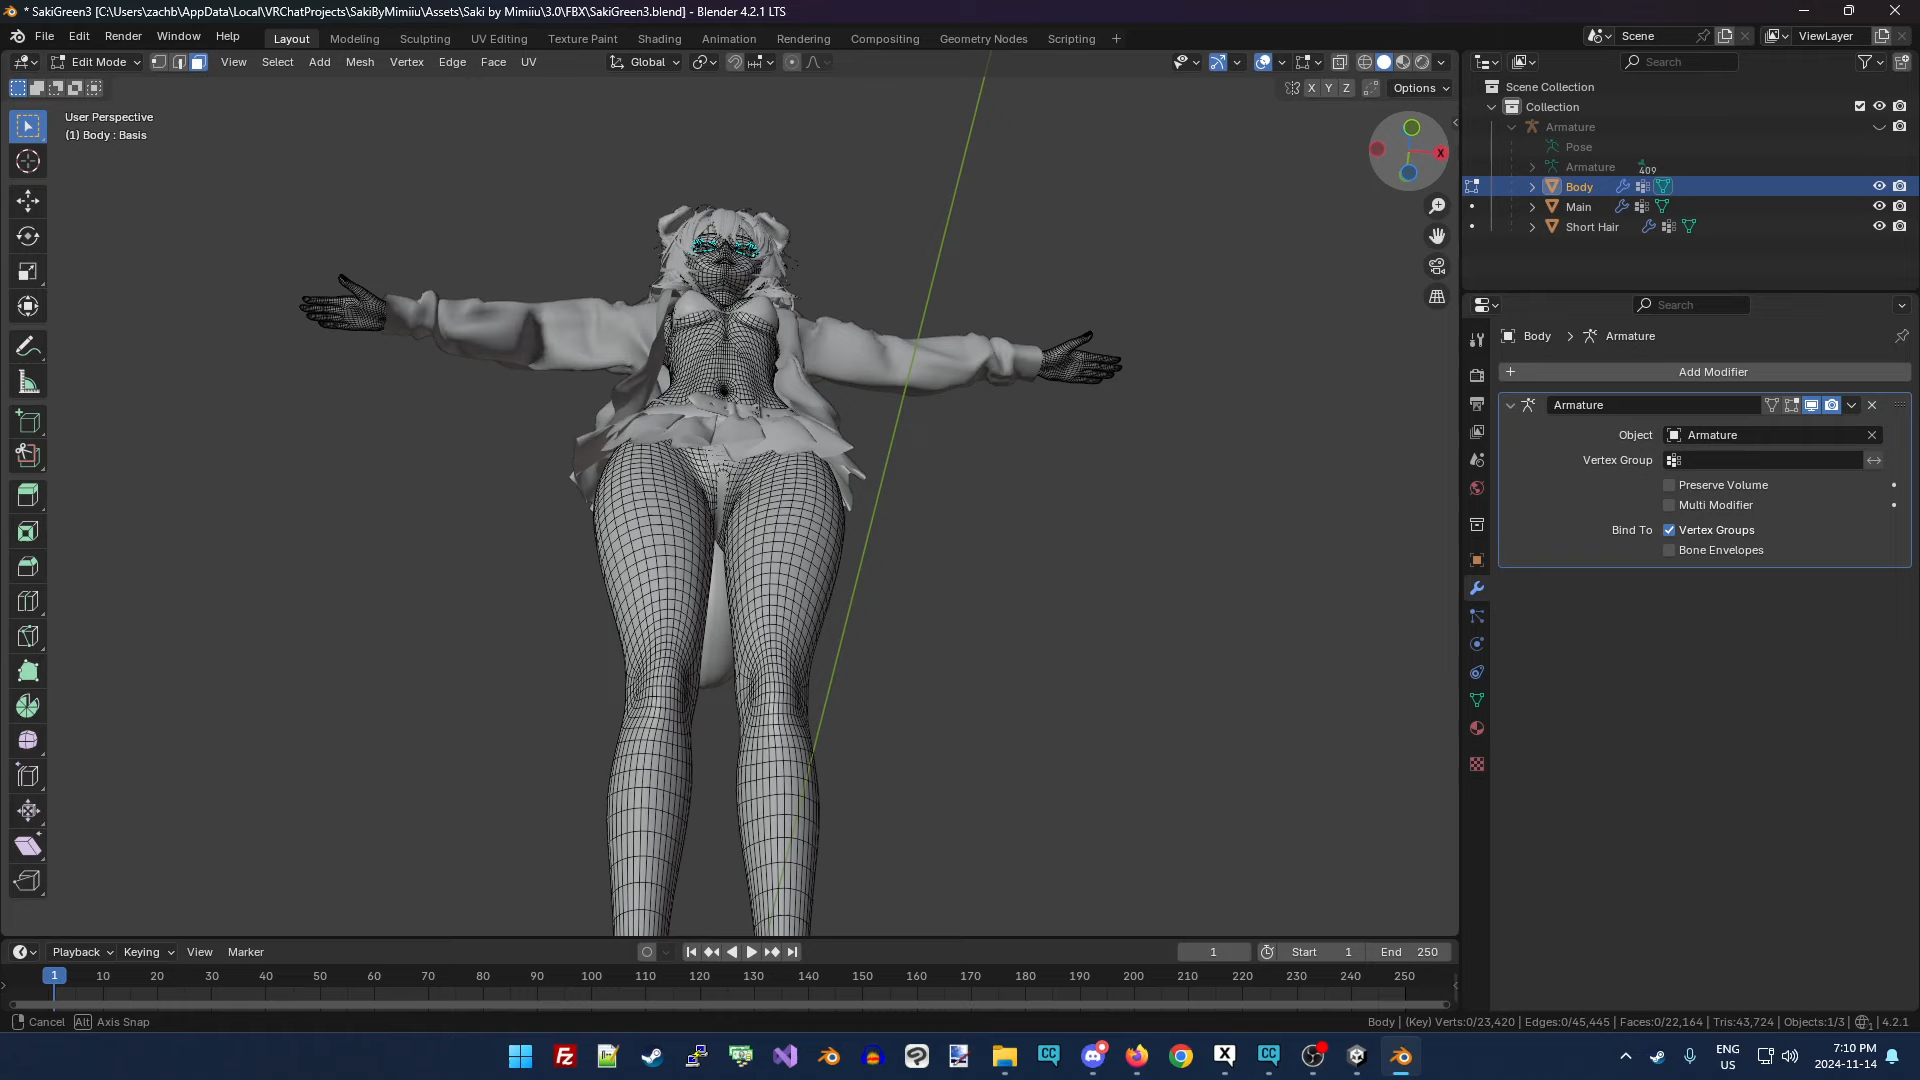 * SakiGreen3 [C:\Users\zachb\AppData\Local\VRChatProjects\SakiByMimiiu\Assets\Saki by Mimiiu\3.0\FBX\SakiGreen3.blend] - Blender 4.2.1 LTS
File Edit Render Window Help
Layout Modeling Sculpting UV Editing Texture Paint Shading Animation Rendering Compositing Geometry Nodes Scripting +
Scene
ViewLayer
Edit Mode View Select Add Mesh Vertex Edge Face UV
Global
Search
X Y Z Options
User Perspective
(1) Body : Basis
X
Scene Collection
Collection
Armature
Pose
Armature 409
Body
Main
Short Hair
Search
Body > Armature
+ Add Modifier
Armature
Object Armature
Vertex Group
Preserve Volume
Multi Modifier
Bind To Vertex Groups
Bone Envelopes
Playback Keying View Marker
1 Start 1 End 250
1 10 20 30 40 50 60 70 80 90 100 110 120 130 140 150 160 170 180 190 200 210 220 230 240 250
Cancel Alt Axis Snap
Body | (Key) Verts:0/23,420 | Edges:0/45,445 | Faces:0/22,164 | Tris:43,724 | Objects:1/3 | 4.2.1
ENG
US
7:10 PM
2024-11-14